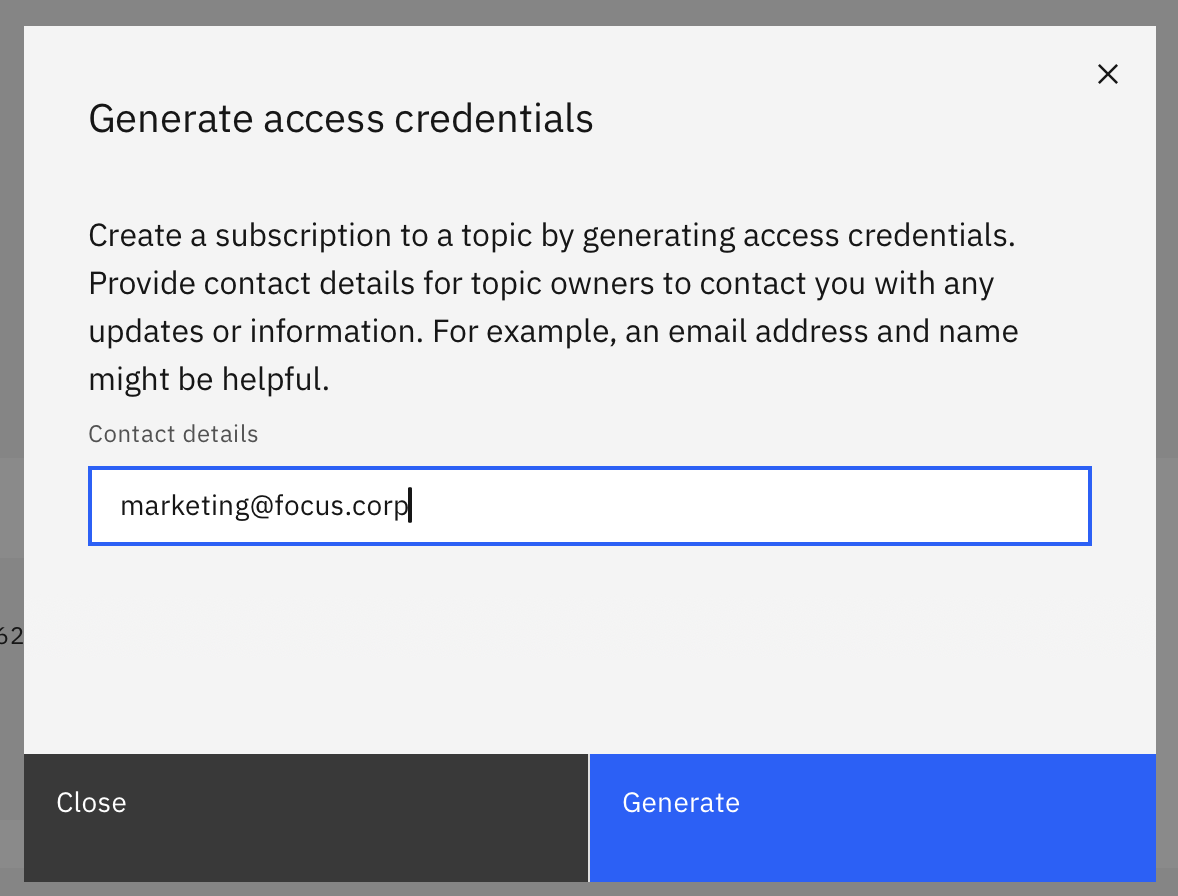 Generate access credentials
Create a subscription to a topic by generating access credentials.
Provide contact details for topic owners to contact you with any
updates or information. For example, an email address and name
might be helpful.
Contact details
marketing@focus.corp
62
Close
Generate